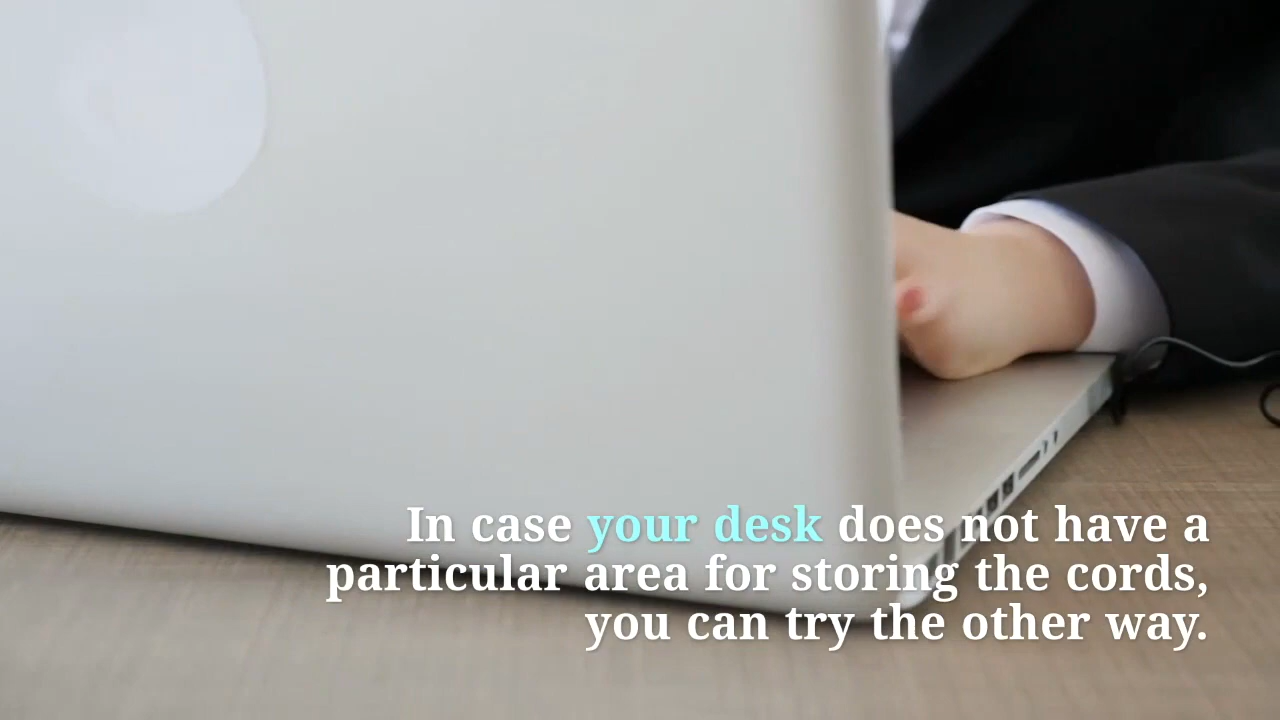 In case your desk does not have a
particular area for storing the cords,
you can try the other way.